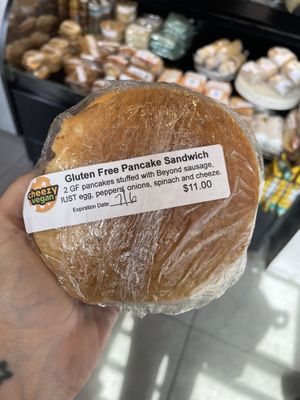 cheezy
vegan
Gluten Free Pancake Sandwich
2 GF pancakes stuffed with Beyond sausage,
JUST egg, peppery onions, spinach and cheeze.
$11.00
Expiration Date: 7/6